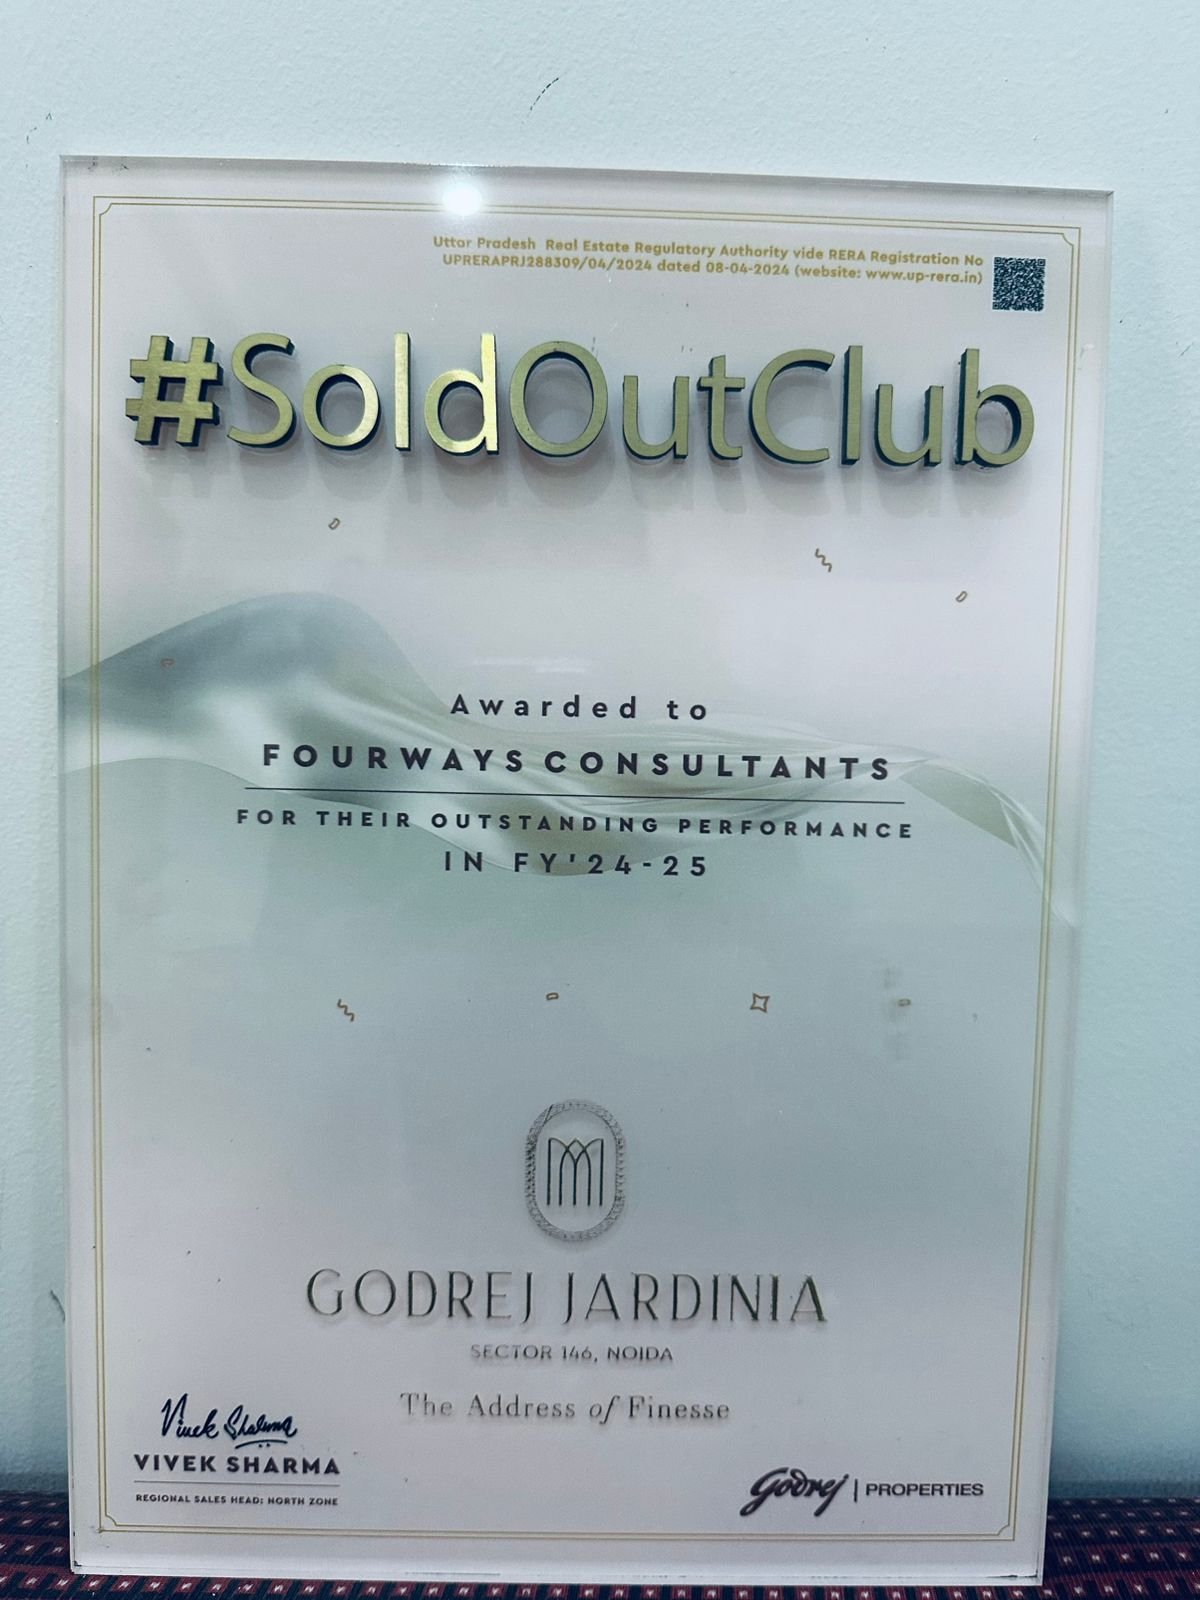 Uttar Pradesh Real Estate Regulatory Authority vide RERA Registration No
UPRERAPRJ288309/04/2024 dated 08-04-2024 (website: www.up-rera.in)
#SoldOutClub
Awarded to
FOURWAYS CONSULTANTS
FOR THEIR OUTSTANDING PERFORMANCE
IN FY'24-25
GODREJ JARDINIA
SECTOR 146, NOIDA
The Address of Finesse
Vivek Sharma
VIVEK SHARMA
REGIONAL SALES HEAD: NORTH ZONE
Godrej | PROPERTIES